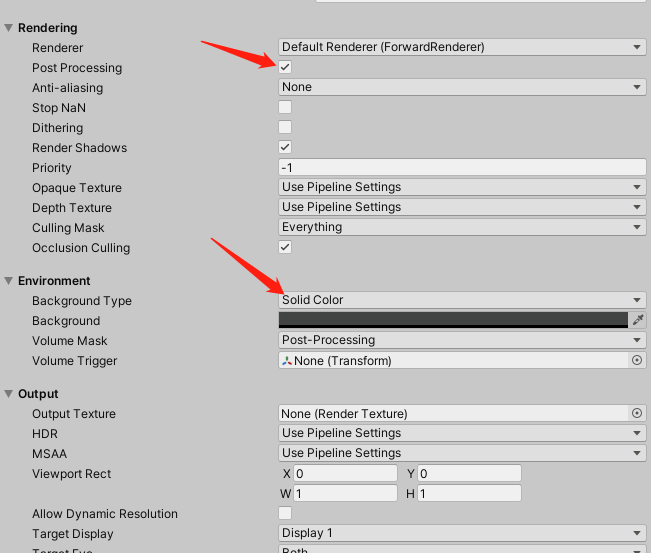 Rendering
Renderer Default Renderer (ForwardRenderer)
Post Processing
Anti-aliasing None
Stop NaN
Dithering
Render Shadows
Priority -1
Opaque Texture Use Pipeline Settings
Depth Texture Use Pipeline Settings
Culling Mask Everything
Occlusion Culling
Environment
Background Type Solid Color
Background
Volume Mask Post-Processing
Volume Trigger None (Transform)
Output
Output Texture None (Render Texture)
HDR Use Pipeline Settings
MSAA Use Pipeline Settings
Viewport Rect X 0 Y 0
W 1 H 1
Allow Dynamic Resolution
Target Display Display 1
Target Eye Both